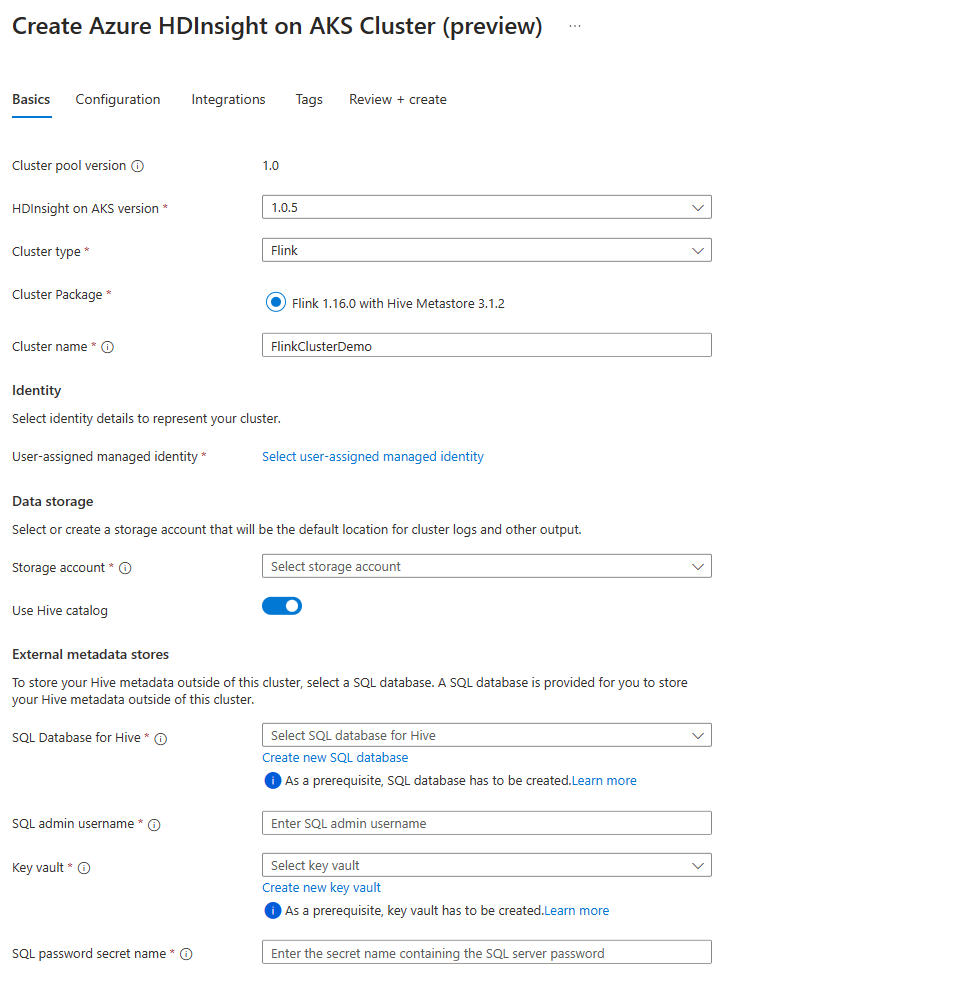 Create Azure HDInsight on AKS Cluster (preview) ...
Basics Configuration Integrations Tags Review + create
Cluster pool version 1.0
HDInsight on AKS version * 1.0.5
Cluster type * Flink
Cluster Package *
Flink 1.16.0 with Hive Metastore 3.1.2
Cluster name * FlinkClusterDemo
Identity
Select identity details to represent your cluster.
User-assigned managed identity * Select user-assigned managed identity
Data storage
Select or create a storage account that will be the default location for cluster logs and other output.
Storage account * Select storage account
Use Hive catalog
External metadata stores
To store your Hive metadata outside of this cluster, select a SQL database. A SQL database is provided for you to store
your Hive metadata outside of this cluster.
SQL Database for Hive * Select SQL database for Hive
Create new SQL database
As a prerequisite, SQL database has to be created.Learn more
SQL admin username * Enter SQL admin username
Key vault * Select key vault
Create new key vault
As a prerequisite, key vault has to be created.Learn more
SQL password secret name * Enter the secret name containing the SQL server password